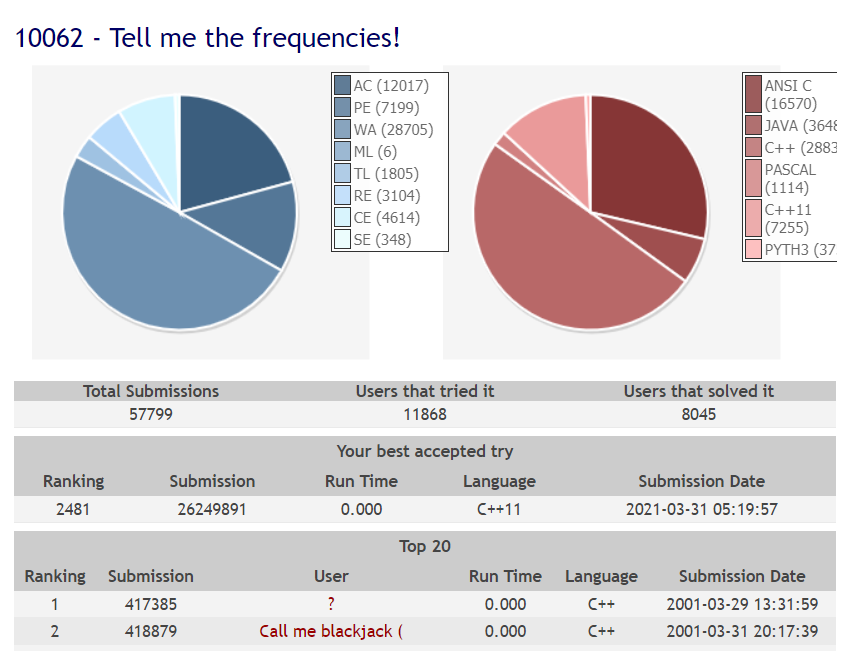 10062 - Tell me the frequencies!
AC (12017)
PE (7199)
WA (28705)
ML (6)
TL (1805)
RE (3104)
CE (4614)
SE (348)
ANSI C
(16570)
JAVA (3648
C++ (2883
PASCAL
(1114)
C++11
(7255)
PYTH3 (37
Total Submissions Users that tried it Users that solved it
57799 11868 8045
Your best accepted try
Ranking Submission Run Time Language Submission Date
2481 26249891 0.000 C++11 2021-03-31 05:19:57
Top 20
Ranking Submission User Run Time Language Submission Date
1 417385 ? 0.000 C++ 2001-03-29 13:31:59
2 418879 Call me blackjack ( 0.000 C++ 2001-03-31 20:17:39